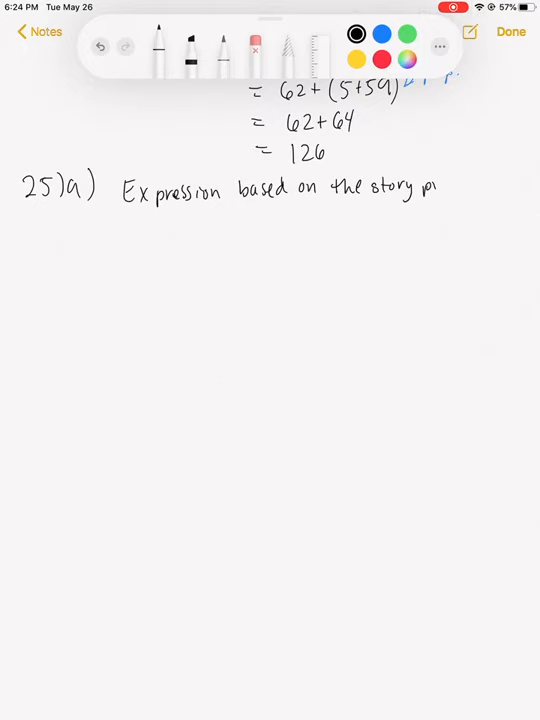 6:24 PM Tue May 26
57%
Notes
Done
= 62+(5+59)
= 62+64
= 126
25)a) Expression based on the story pr